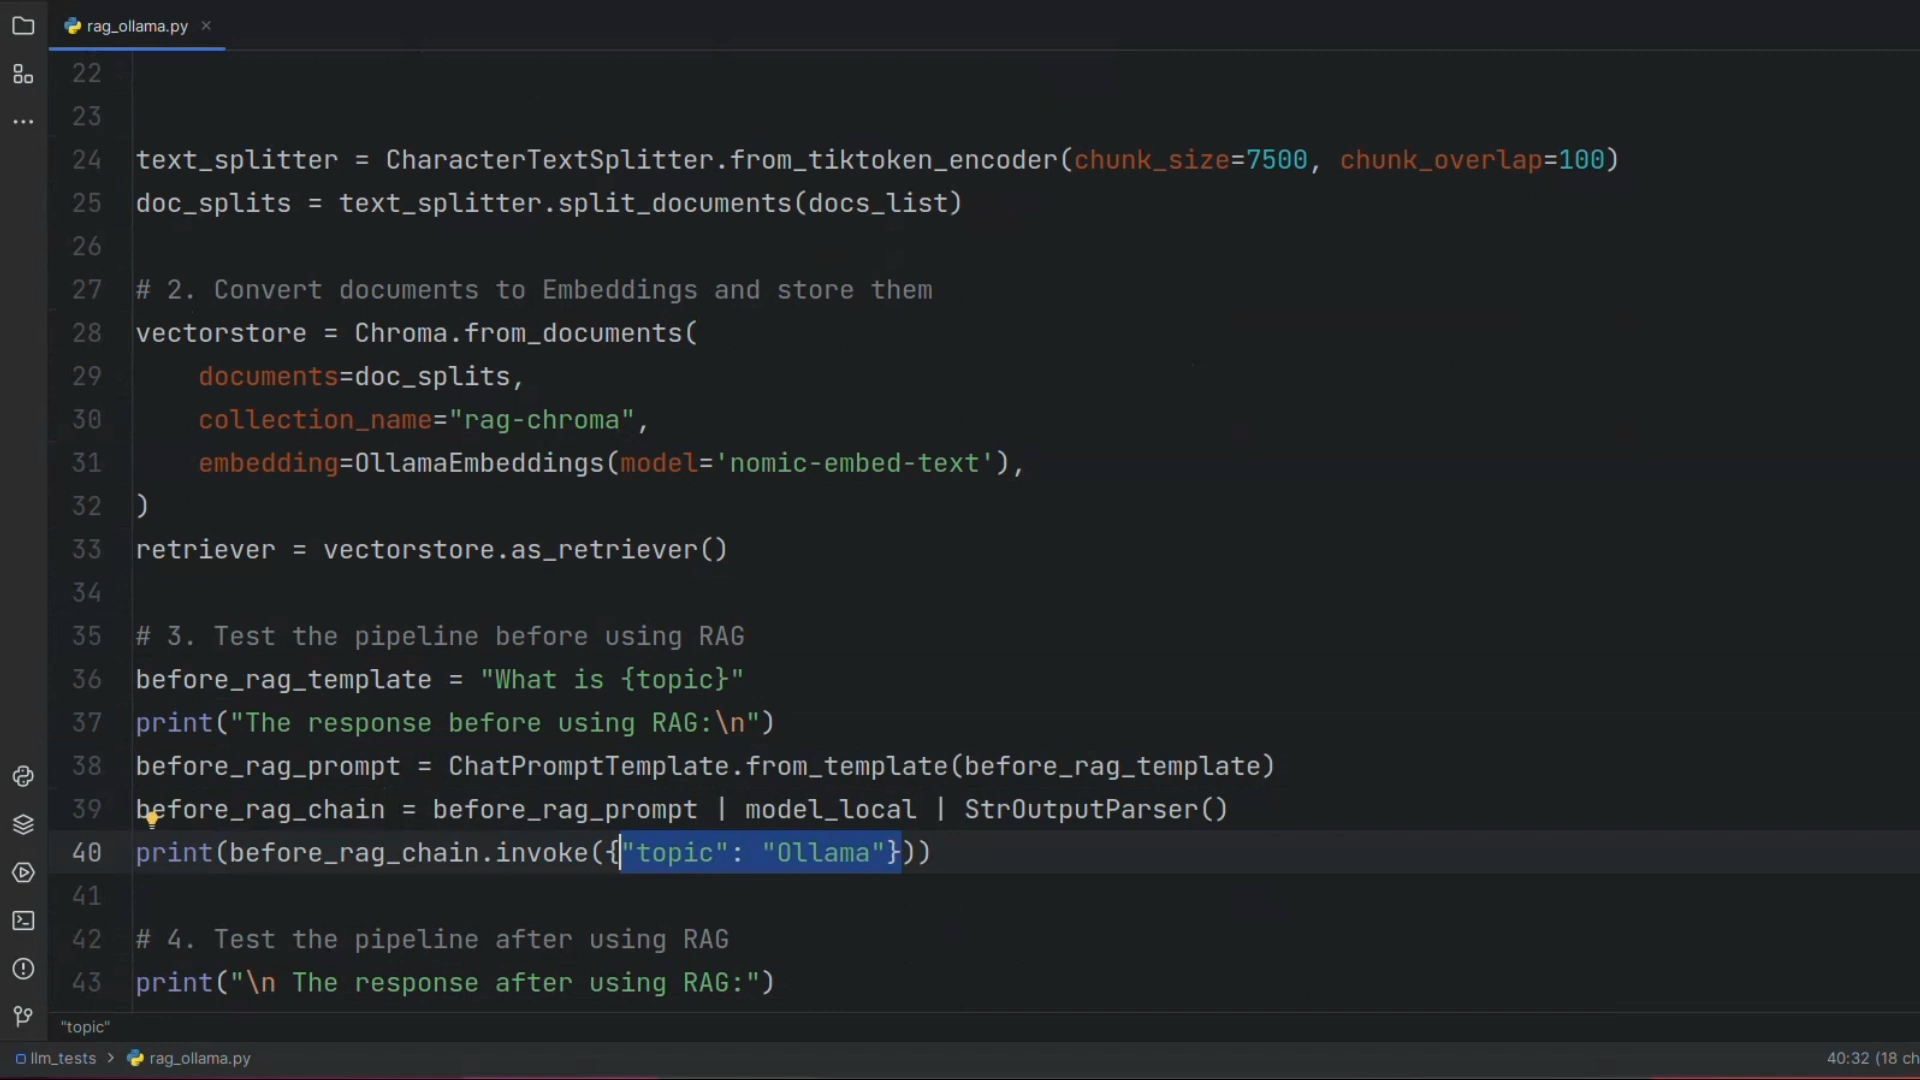 rag_ollama.py
22
23
24 text_splitter = CharacterTextSplitter.from_tiktoken_encoder(chunk_size=7500, chunk_overlap=100)
25 doc_splits = text_splitter.split_documents(docs_list)
26
27 # 2. Convert documents to Embeddings and store them
28 vectorstore = Chroma.from_documents(
29     documents=doc_splits,
30     collection_name="rag-chroma",
31     embedding=OllamaEmbeddings(model='nomic-embed-text'),
32 )
33 retriever = vectorstore.as_retriever()
34
35 # 3. Test the pipeline before using RAG
36 before_rag_template = "What is {topic}"
37 print("The response before using RAG:\n")
38 before_rag_prompt = ChatPromptTemplate.from_template(before_rag_template)
39 before_rag_chain = before_rag_prompt | model_local | StrOutputParser()
40 print(before_rag_chain.invoke({"topic": "Ollama"}))
41
42 # 4. Test the pipeline after using RAG
43 print("\n The response after using RAG:")
"topic"
llm_tests > rag_ollama.py 40:32 (18 ch